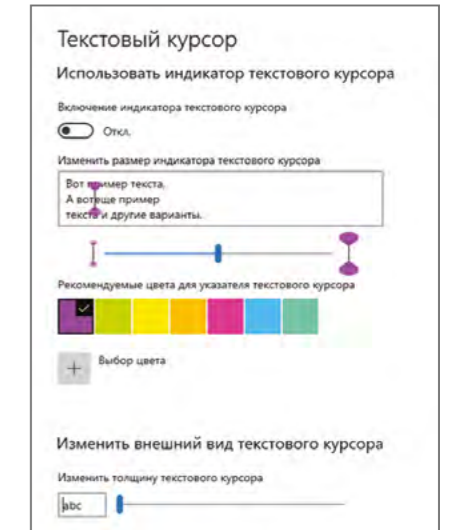 Текстовый курсор
Использовать индикатор текстового курсора
Включение индикатора текстового курсора
Откл.
Изменить размер индикатора текстового курсора
Вот пример текста.
А вот еще пример
текста и другие варианты.
Рекомендуемые цвета для указателя текстового курсора
Выбор цвета
Изменить внешний вид текстового курсора
Изменить толщину текстового курсора
abc